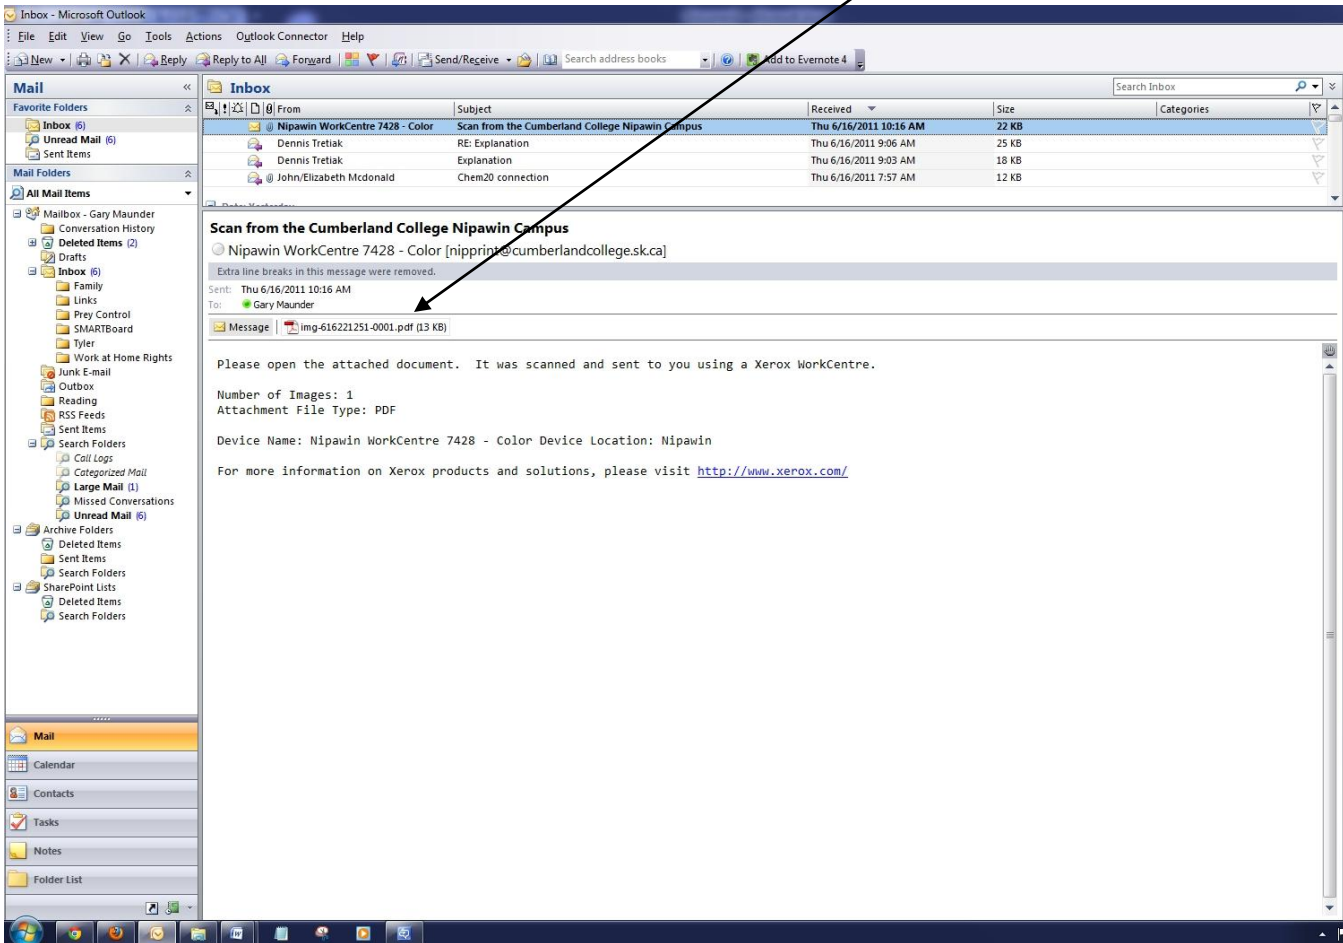 Inbox - Microsoft Outlook
File Edit View Go Tools Actions Outlook Connector Help
New Reply Reply to All Forward Send/Receive Search address books Add to Evernote 4
Mail
Favorite Folders
Inbox (6)
Unread Mail (6)
Sent Items
Mail Folders
All Mail Items
Mailbox - Gary Maunder
Conversation History
Deleted Items (2)
Drafts
Inbox (6)
Family
Links
Prey Control
SMARTBoard
Tyler
Work at Home Rights
Junk E-mail
Outbox
Reading
RSS Feeds
Sent Items
Search Folders
Call Logs
Categorized Mail
Large Mail (1)
Missed Conversations
Unread Mail (6)
Archive Folders
Deleted Items
Sent Items
Search Folders
SharePoint Lists
Deleted Items
Search Folders
Mail
Calendar
Contacts
Tasks
Notes
Folder List
Inbox Search Inbox
From Subject Received Size Categories
Nipawin WorkCentre 7428 - Color Scan from the Cumberland College Nipawin Campus Thu 6/16/2011 10:16 AM 22 KB
Dennis Tretiak RE: Explanation Thu 6/16/2011 9:06 AM 25 KB
Dennis Tretiak Explanation Thu 6/16/2011 9:03 AM 18 KB
John/Elizabeth Mcdonald Chem20 connection Thu 6/16/2011 7:57 AM 12 KB
Date: Yesterday
Scan from the Cumberland College Nipawin Campus
Nipawin WorkCentre 7428 - Color [nipprint@cumberlandcollege.sk.ca]
Extra line breaks in this message were removed.
Sent: Thu 6/16/2011 10:16 AM
To: Gary Maunder
Message img-616221251-0001.pdf (13 KB)
Please open the attached document. It was scanned and sent to you using a Xerox WorkCentre.
Number of Images: 1
Attachment File Type: PDF
Device Name: Nipawin WorkCentre 7428 - Color Device Location: Nipawin
For more information on Xerox products and solutions, please visit http://www.xerox.com/